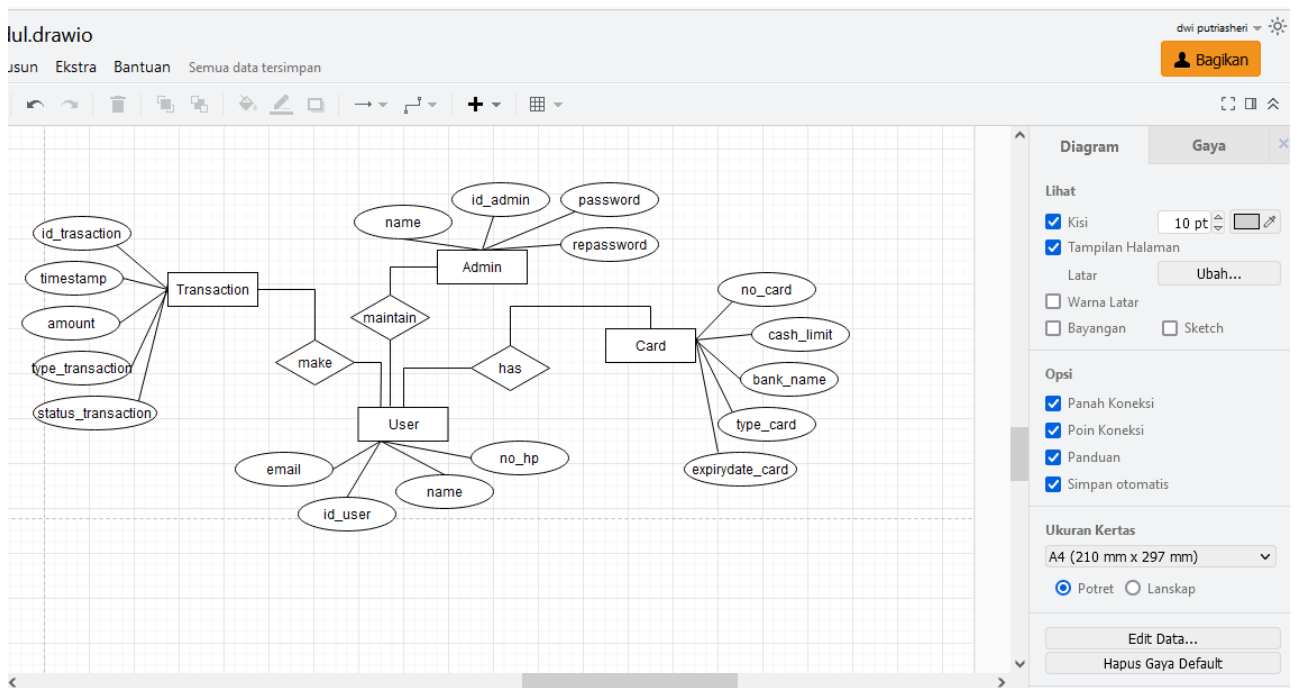 lul.drawio
dwi putriasheri
usun Ekstra Bantuan Semua data tersimpan
Bagikan
Diagram Gaya
Lihat
Kisi 10 pt
Tampilan Halaman
Latar Ubah...
Warna Latar
Bayangan Sketch
Opsi
Panah Koneksi
Poin Koneksi
Panduan
Simpan otomatis
Ukuran Kertas
A4 (210 mm x 297 mm)
Potret Lanskap
Edit Data...
Hapus Gaya Default
id_trasaction
timestamp
amount
type_transaction
status_transaction
Transaction
make
name
id_admin
password
repassword
Admin
maintain
has
User
email
id_user
name
no_hp
Card
no_card
cash_limit
bank_name
type_card
expirydate_card